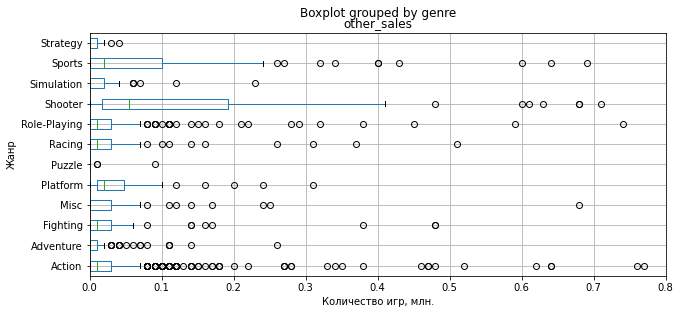 Boxplot grouped by genre
other_sales
Жанр
Strategy
Sports
Simulation
Shooter
Role-Playing
Racing
Puzzle
Platform
Misc
Fighting
Adventure
Action
0.0 0.1 0.2 0.3 0.4 0.5 0.6 0.7 0.8
Количество игр, млн.